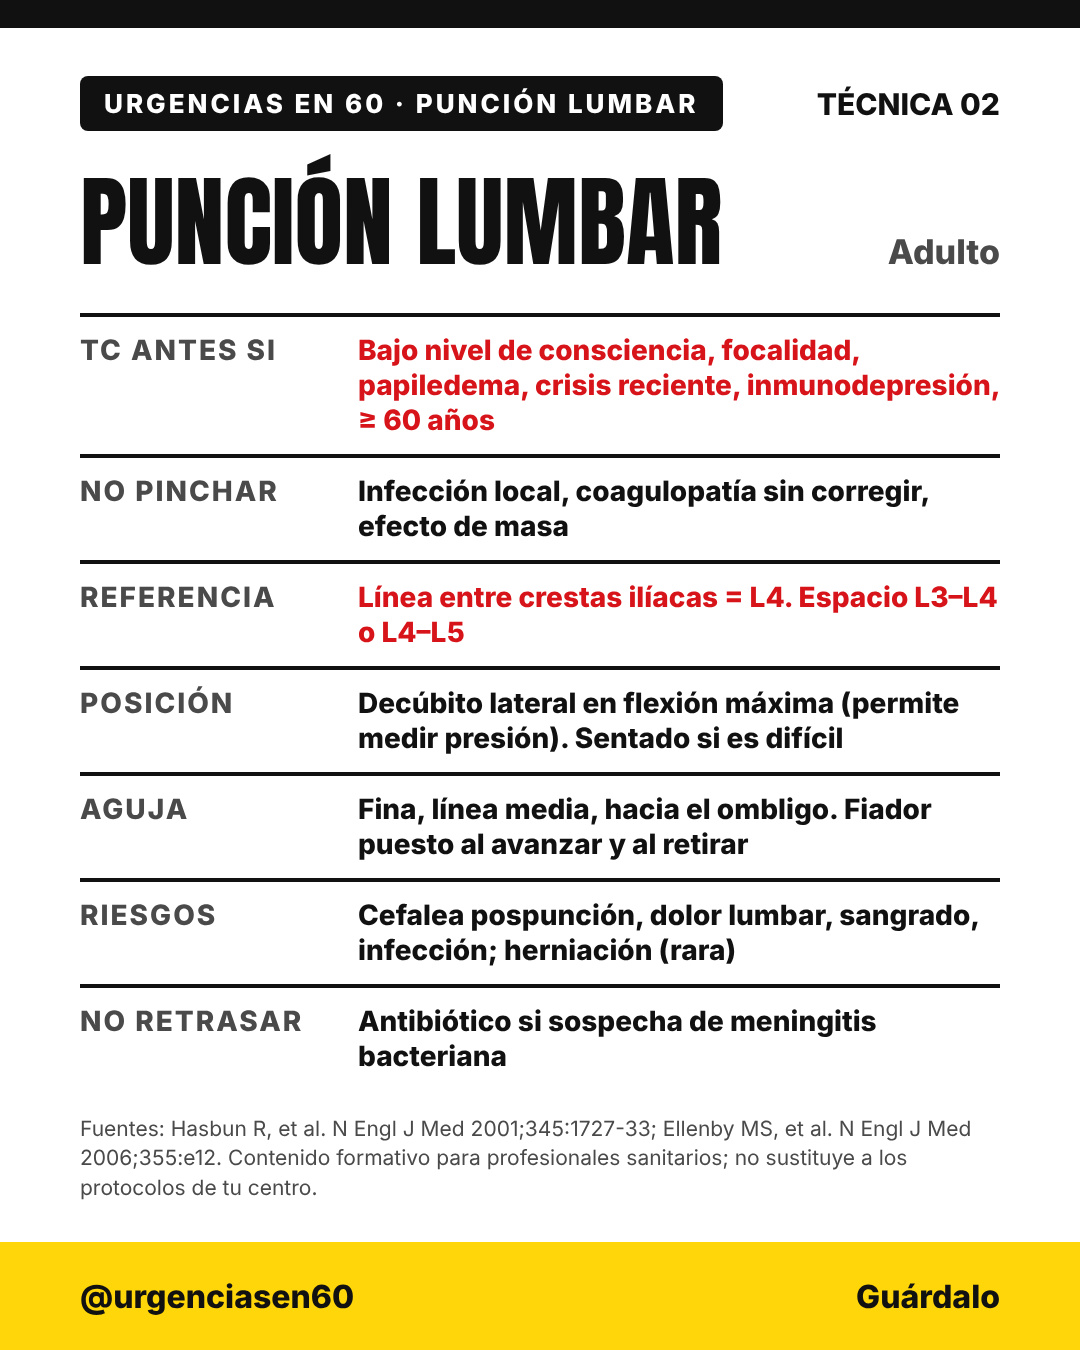 URGENCIAS EN 60 · PUNCIÓN LUMBAR
TÉCNICA 02
PUNCIÓN LUMBAR
Adulto
TC ANTES SI
Bajo nivel de consciencia, focalidad,
papiledema, crisis reciente, inmunodepresión,
≥ 60 años
NO PINCHAR
Infección local, coagulopatía sin corregir,
efecto de masa
REFERENCIA
Línea entre crestas ilíacas = L4. Espacio L3–L4
o L4–L5
POSICIÓN
Decúbito lateral en flexión máxima (permite
medir presión). Sentado si es difícil
AGUJA
Fina, línea media, hacia el ombligo. Fiador
puesto al avanzar y al retirar
RIESGOS
Cefalea pospunción, dolor lumbar, sangrado,
infección; herniación (rara)
NO RETRASAR
Antibiótico si sospecha de meningitis
bacteriana
Fuentes: Hasbun R, et al. N Engl J Med 2001;345:1727-33; Ellenby MS, et al. N Engl J Med
2006;355:e12. Contenido formativo para profesionales sanitarios; no sustituye a los
protocolos de tu centro.
@urgenciasen60
Guárdalo